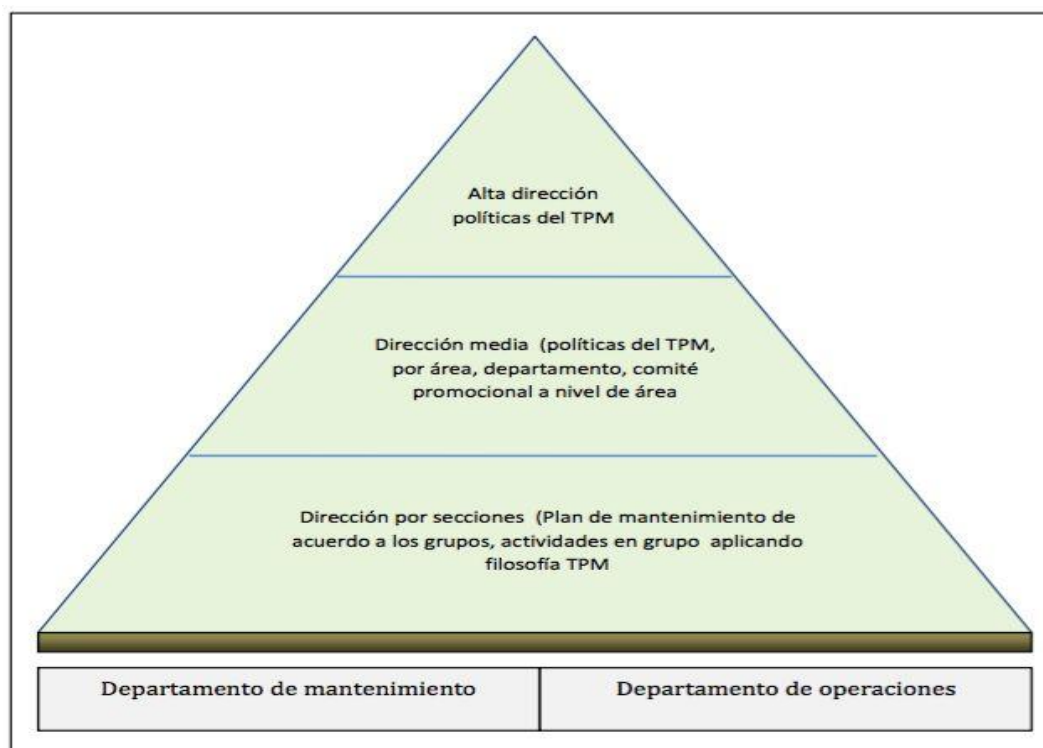 Alta dirección
políticas del TPM
Dirección media (políticas del TPM,
por área, departamento, comité
promocional a nivel de área
Dirección por secciones (Plan de mantenimiento de
acuerdo a los grupos, actividades en grupo aplicando
filosofía TPM
Departamento de mantenimiento
Departamento de operaciones